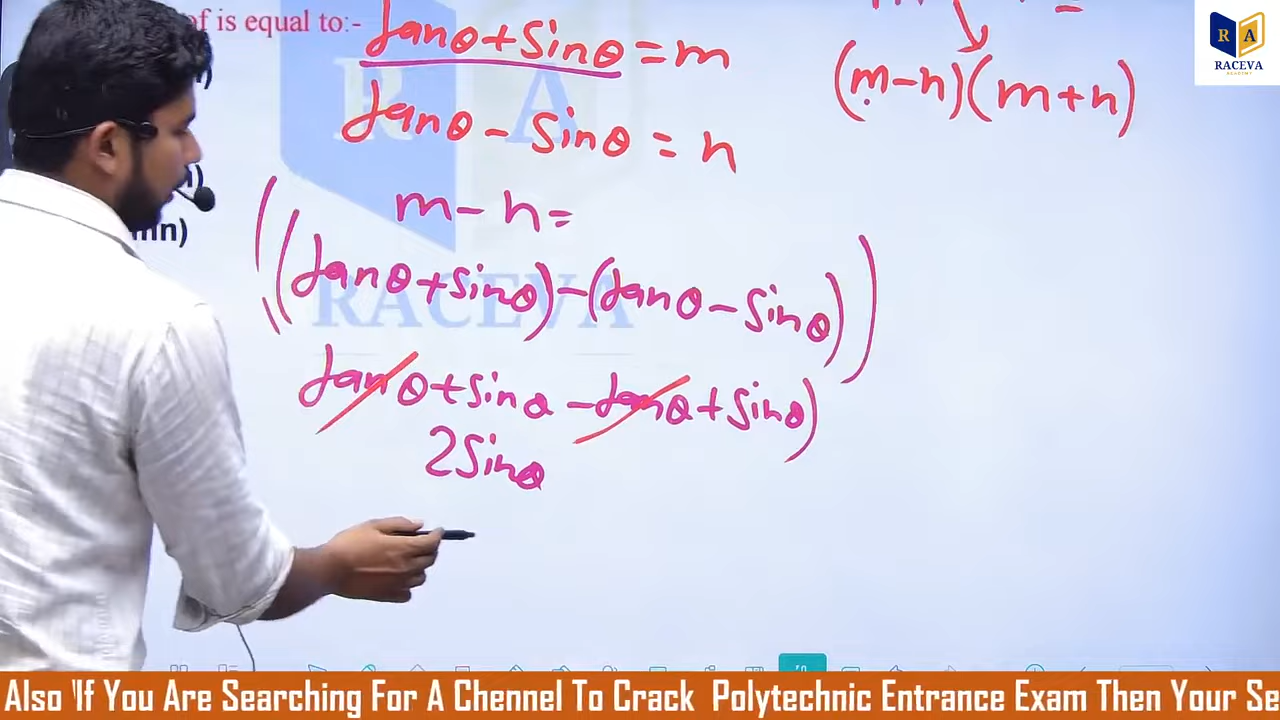 of is equal to:-
tanθ+sinθ=m
tanθ-sinθ=n
(m-n)(m+n)
m-n=
((tanθ+sinθ)-(tanθ-sinθ))
tanθ+sinθ-tanθ+sinθ)
2sinθ
RACEVA
R A
RACEVA
ACADEMY
Also 'If You Are Searching For A Chennel To Crack Polytechnic Entrance Exam Then Your Se